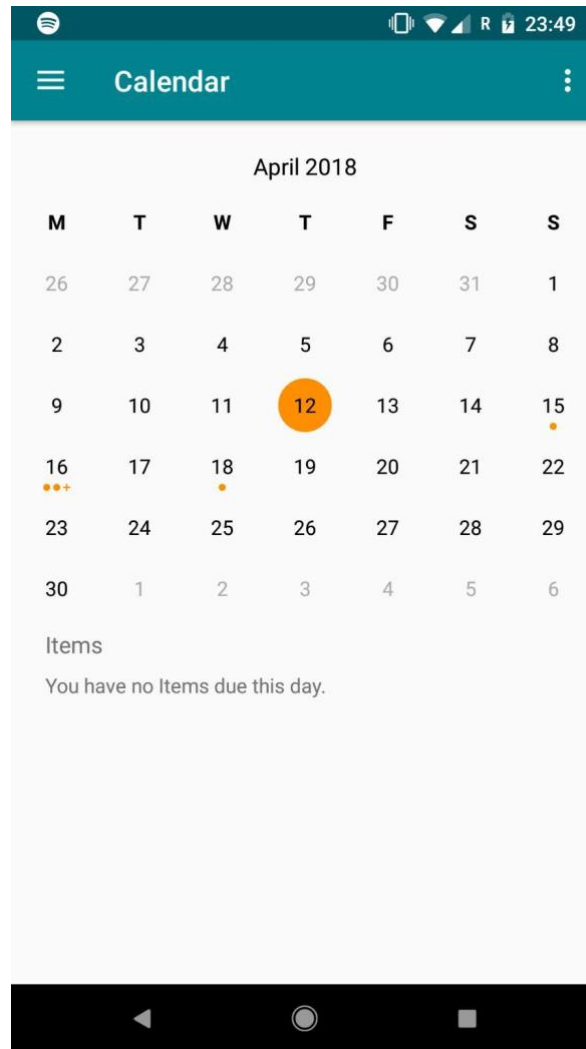 R 23:49
Calendar
April 2018
M T W T F S S
26 27 28 29 30 31 1
2 3 4 5 6 7 8
9 10 11 12 13 14 15
16 17 18 19 20 21 22
+
23 24 25 26 27 28 29
30 1 2 3 4 5 6
Items
You have no Items due this day.